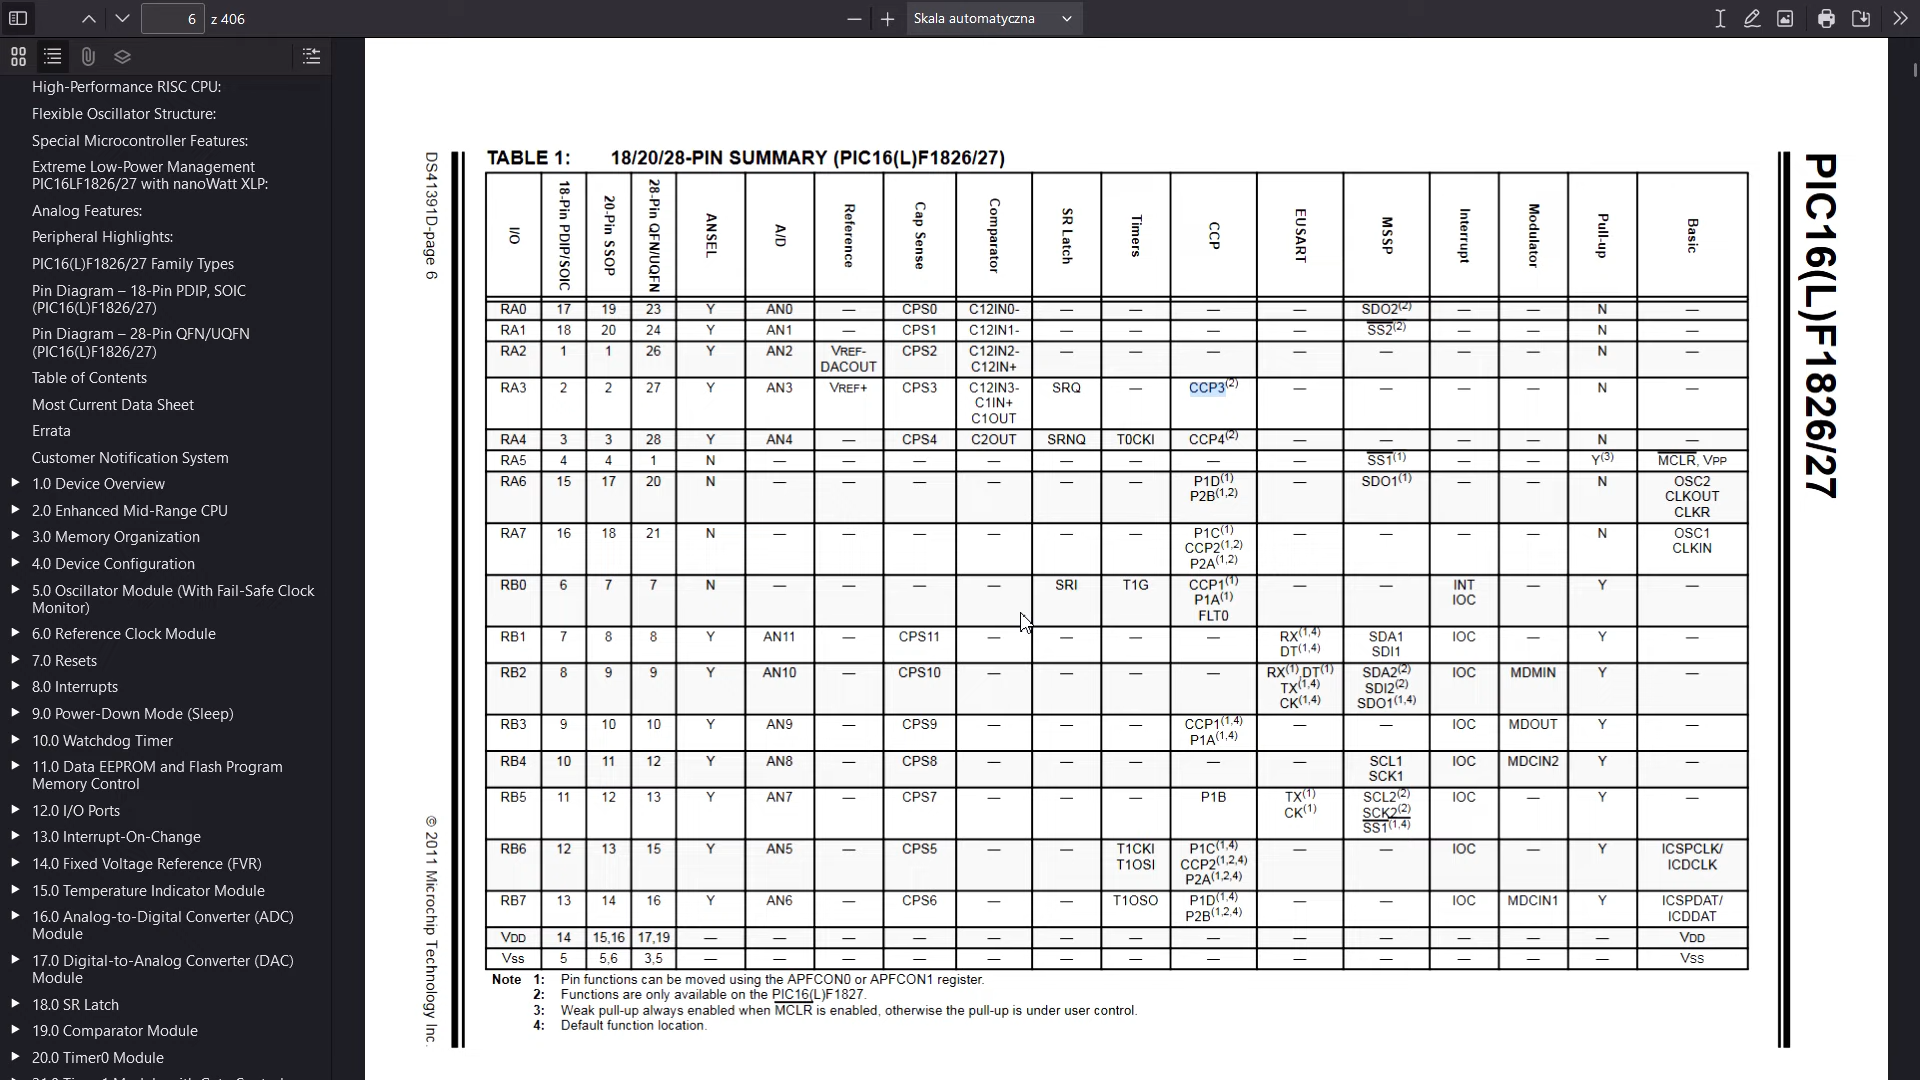 6 z 406 Skala automatyczna
High-Performance RISC CPU:
Flexible Oscillator Structure:
Special Microcontroller Features:
Extreme Low-Power Management
PIC16LF1826/27 with nanoWatt XLP:
Analog Features:
Peripheral Highlights:
PIC16(L)F1826/27 Family Types
Pin Diagram – 18-Pin PDIP, SOIC
(PIC16(L)F1826/27)
Pin Diagram – 28-Pin QFN/UQFN
(PIC16(L)F1826/27)
Table of Contents
Most Current Data Sheet
Errata
Customer Notification System
1.0 Device Overview
2.0 Enhanced Mid-Range CPU
3.0 Memory Organization
4.0 Device Configuration
5.0 Oscillator Module (With Fail-Safe Clock
Monitor)
6.0 Reference Clock Module
7.0 Resets
8.0 Interrupts
9.0 Power-Down Mode (Sleep)
10.0 Watchdog Timer
11.0 Data EEPROM and Flash Program
Memory Control
12.0 I/O Ports
13.0 Interrupt-On-Change
14.0 Fixed Voltage Reference (FVR)
15.0 Temperature Indicator Module
16.0 Analog-to-Digital Converter (ADC)
Module
17.0 Digital-to-Analog Converter (DAC)
Module
18.0 SR Latch
19.0 Comparator Module
20.0 Timer0 Module
DS41391D-page 6
© 2011 Microchip Technology Inc.
TABLE 1: 18/20/28-PIN SUMMARY (PIC16(L)F1826/27)
I/O 18-Pin PDIP/SOIC 20-Pin SSOP 28-Pin QFN/UQFN ANSEL A/D Reference Cap Sense Comparator SR Latch Timers CCP EUSART MSSP Interrupt Modulator Pull-up Basic
RA0 17 19 23 Y AN0 — CPS0 C12IN0- — — — — SDO2(2) — — N —
RA1 18 20 24 Y AN1 — CPS1 C12IN1- — — — — SS2(2) — — N —
RA2 1 1 26 Y AN2 VREF- CPS2 C12IN2- — — — — — — — N —
DACOUT C12IN+
RA3 2 2 27 Y AN3 VREF+ CPS3 C12IN3- SRQ — CCP3(2) — — — — N —
C1IN+
C1OUT
RA4 3 3 28 Y AN4 — CPS4 C2OUT SRNQ T0CKI CCP4(2) — — — — N —
RA5 4 4 1 N — — — — — — — — SS1(1) — — Y(3) MCLR, VPP
RA6 15 17 20 N — — — — — — P1D(1) — SDO1(1) — — N OSC2
P2B(1,2) CLKOUT
CLKR
RA7 16 18 21 N — — — — — — P1C(1) — — — — N OSC1
CCP2(1,2) CLKIN
P2A(1,2)
RB0 6 7 7 N — — — — SRI T1G CCP1(1) — — INT — Y —
P1A(1) IOC
FLT0
RB1 7 8 8 Y AN11 — CPS11 — — — — RX(1,4) SDA1 IOC — Y —
DT(1,4) SDI1
RB2 8 9 9 Y AN10 — CPS10 — — — — RX(1),DT(1) SDA2(2) IOC MDMIN Y —
TX(1,4) SDI2(2)
CK(1,4) SDO1(1,4)
RB3 9 10 10 Y AN9 — CPS9 — — — CCP1(1,4) — — IOC MDOUT Y —
P1A(1,4)
RB4 10 11 12 Y AN8 — CPS8 — — — — — SCL1 IOC MDCIN2 Y —
SCK1
RB5 11 12 13 Y AN7 — CPS7 — — — P1B TX(1) SCL2(2) IOC — Y —
CK(1) SCK2(2)
SS1(1,4)
RB6 12 13 15 Y AN5 — CPS5 — — T1CKI P1C(1,4) — — IOC — Y ICSPCLK/
T1OSI CCP2(1,2,4) ICDCLK
P2A(1,2,4)
RB7 13 14 16 Y AN6 — CPS6 — — T1OSO P1D(1,4) — — IOC MDCIN1 Y ICSPDAT/
P2B(1,2,4) ICDDAT
VDD 14 15,16 17,19 — — — — — — — — — — — — — VDD
VSS 5 5,6 3,5 — — — — — — — — — — — — — VSS
Note 1: Pin functions can be moved using the APFCON0 or APFCON1 register.
2: Functions are only available on the PIC16(L)F1827.
3: Weak pull-up always enabled when MCLR is enabled, otherwise the pull-up is under user control.
4: Default function location.
PIC16(L)F1826/27